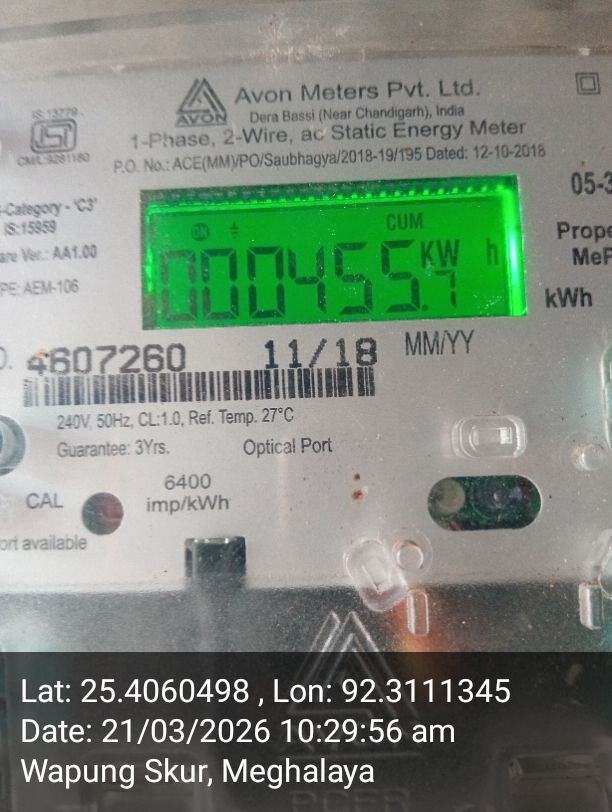 Avon Meters Pvt. Ltd.
AVON
Dera Bassi (Near Chandigarh), India
IS:13779
CM/L:9281180
1-Phase, 2-Wire, ac Static Energy Meter
P.O. No.: ACE(MM)/PO/Saubhagya/2018-19/195 Dated: 12-10-2018
-Category - 'C3'
IS:15959
are Ver.: AA1.00
PE: AEM-106
05-3
Prope
MeP
ON CUM
000455.7 KW h
kWh
4607260 11/18 MM/YY
240V, 50Hz, CL:1.0, Ref. Temp. 27°C
Guarantee: 3Yrs. Optical Port
6400
CAL imp/kWh
ort available
Lat: 25.4060498 , Lon: 92.3111345
Date: 21/03/2026 10:29:56 am
Wapung Skur, Meghalaya